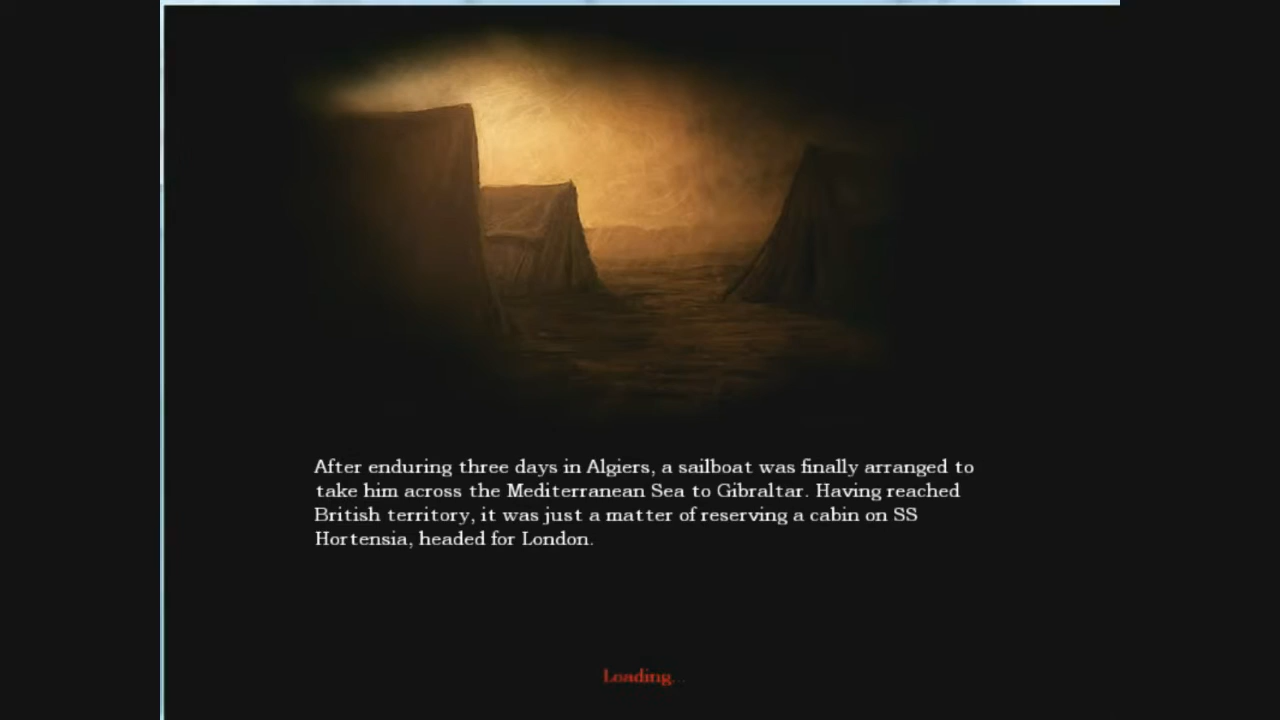 After enduring three days in Algiers, a sailboat was finally arranged to
take him across the Mediterranean Sea to Gibraltar. Having reached
British territory, it was just a matter of reserving a cabin on SS
Hortensia, headed for London.
Loading...